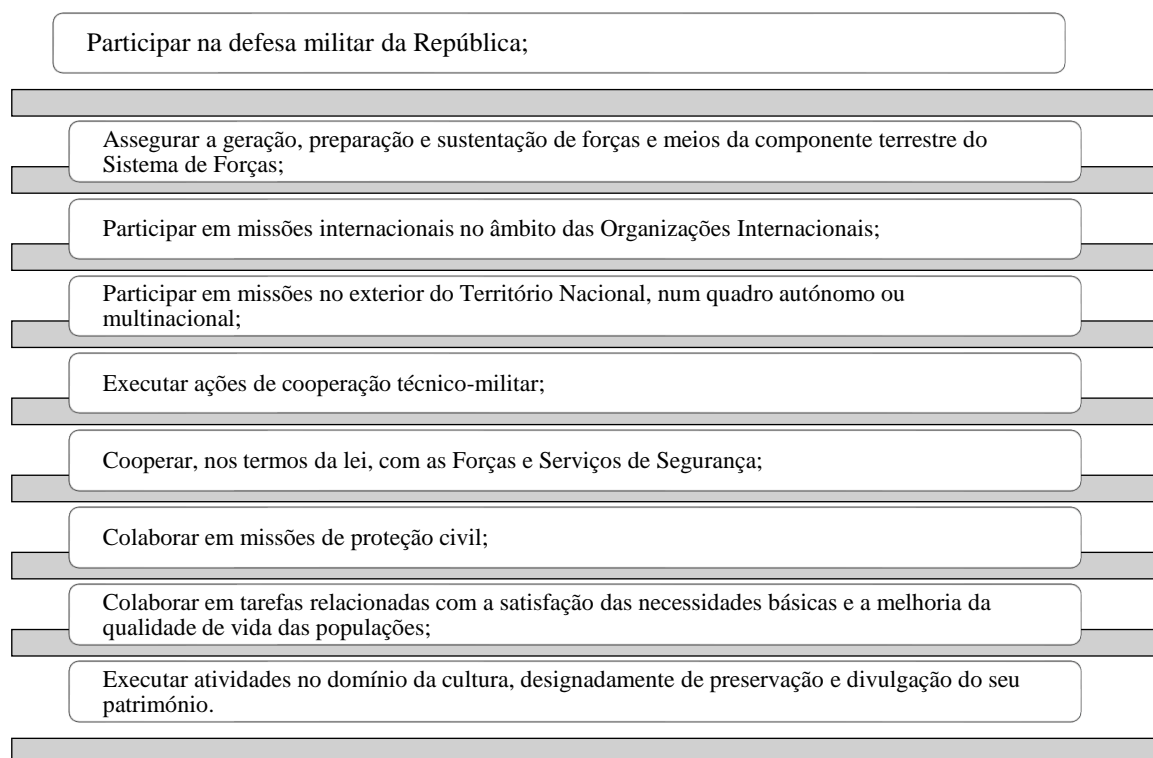 Participar na defesa militar da República;
Assegurar a geração, preparação e sustentação de forças e meios da componente terrestre do
Sistema de Forças;
Participar em missões internacionais no âmbito das Organizações Internacionais;
Participar em missões no exterior do Território Nacional, num quadro autónomo ou
multinacional;
Executar ações de cooperação técnico-militar;
Cooperar, nos termos da lei, com as Forças e Serviços de Segurança;
Colaborar em missões de proteção civil;
Colaborar em tarefas relacionadas com a satisfação das necessidades básicas e a melhoria da
qualidade de vida das populações;
Executar atividades no domínio da cultura, designadamente de preservação e divulgação do seu
património.